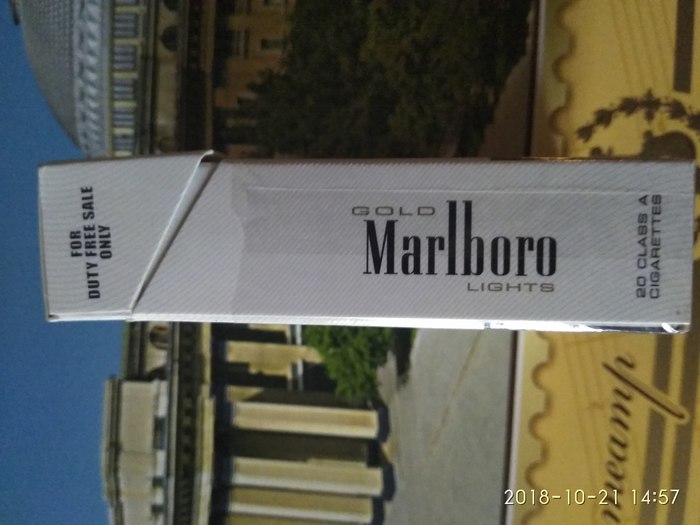 FOR
DUTY FREE SALE
ONLY
GOLD
Marlboro
LIGHTS
20 CLASS A
CIGARETTES
2018-10-21 14:57